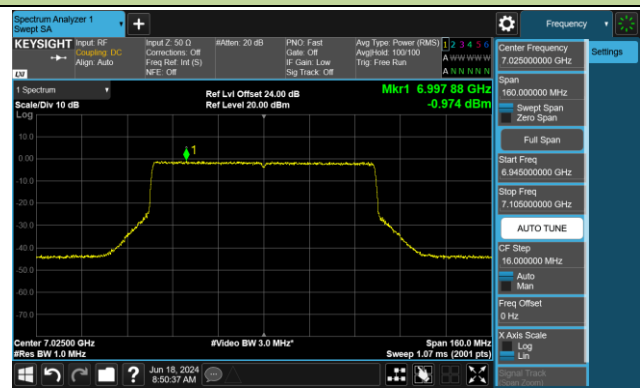 Spectrum Analyzer 1
Swept SA
+
Frequency
KEYSIGHT
Input: RF
Coupling: DC
Align: Auto
Input Z: 50 Ω
Corrections: Off
Freq Ref: Int (S)
NFE: Off
#Atten: 20 dB
PNO: Fast
Gate: Off
IF Gain: Low
Sig Track: Off
Avg Type: Power (RMS)
Avg|Hold: 100/100
Trig: Free Run
1 2 3 4 5 6
A W W W W W
A N N N N N
LXI
1 Spectrum
Scale/Div 10 dB
Log
Ref Lvl Offset 24.00 dB
Ref Level 20.00 dBm
Mkr1 6.997 88 GHz
-0.974 dBm
1
10.0
0.00
-10.0
-20.0
-30.0
-40.0
-50.0
-60.0
-70.0
Center 7.02500 GHz
#Res BW 1.0 MHz
#Video BW 3.0 MHz*
Span 160.0 MHz
Sweep 1.07 ms (2001 pts)
Jun 18, 2024
8:50:37 AM
?
Center Frequency
7.025000000 GHz
Settings
Span
160.000000 MHz
Swept Span
Zero Span
Full Span
Start Freq
6.945000000 GHz
Stop Freq
7.105000000 GHz
AUTO TUNE
CF Step
16.000000 MHz
Auto
Man
Freq Offset
0 Hz
X Axis Scale
Log
Lin
Signal Track
(Span Zoom)